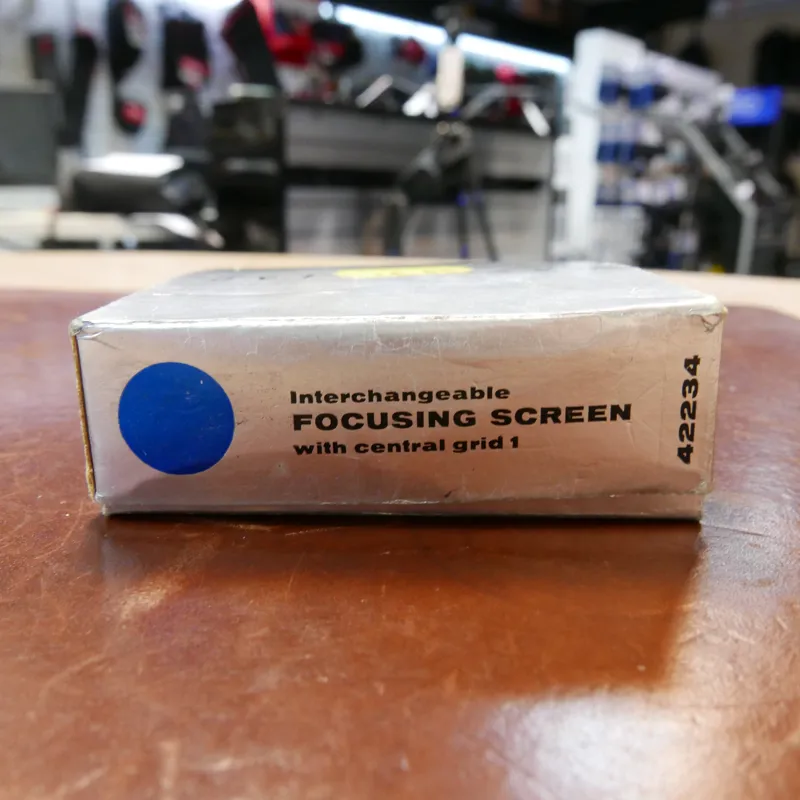 Interchangeable
FOCUSING SCREEN
with central grid 1
42234